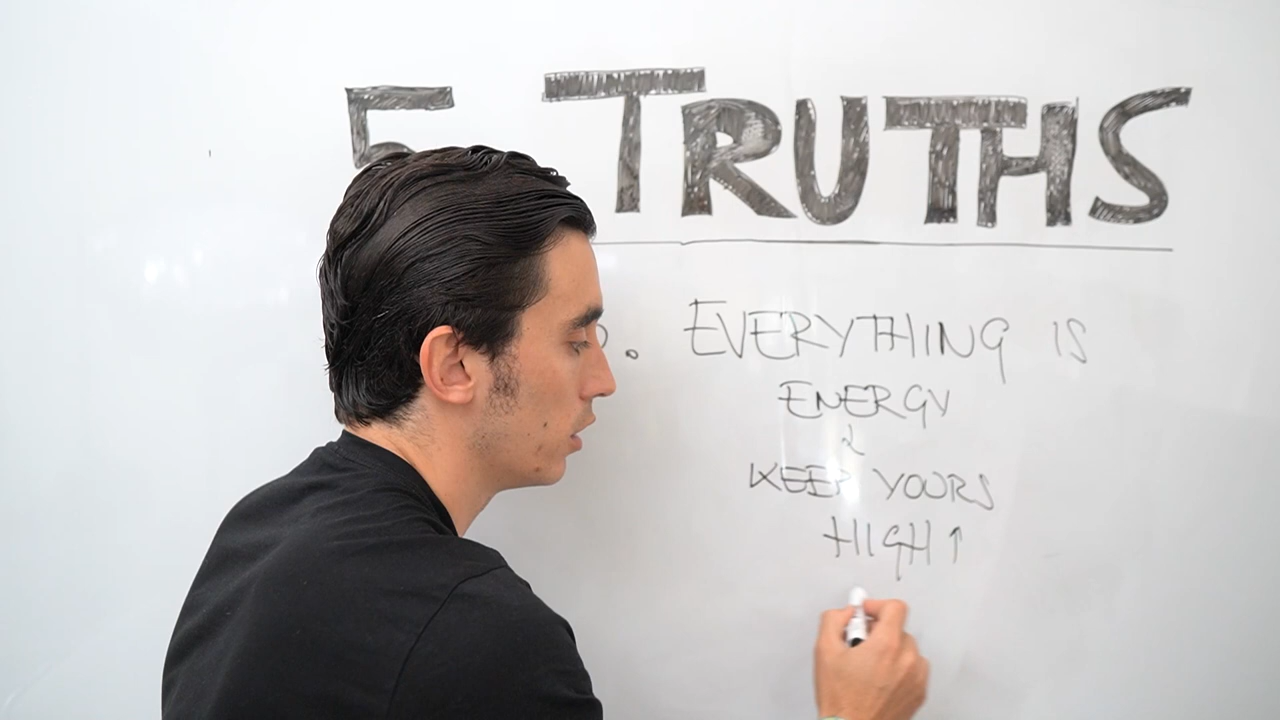 5 TRUTHS
. EVERYTHING IS
ENERGY
&
KEEP YOURS
HIGH ↑